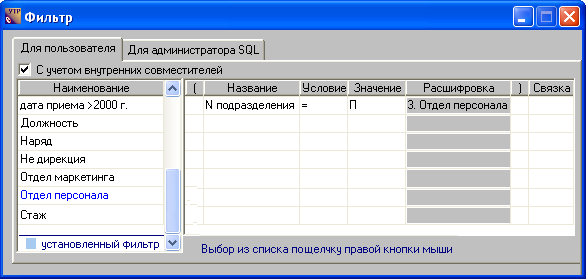 УТР Фильтр
Для пользователя Для администратора SQL
С учетом внутренних совместителей
Наименование ( Название Условие Значение Расшифровка ) Связка
дата приема >2000 г. N подразделения = П 3. Отдел персонала
Должность
Наряд
Не дирекция
Отдел маркетинга
Отдел персонала
Стаж
установленный фильтр
Выбор из списка пощелчку правой кнопки мыши